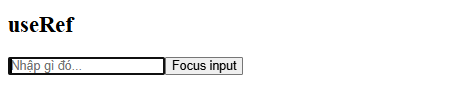 useRef
Nhập gì đó... Focus input